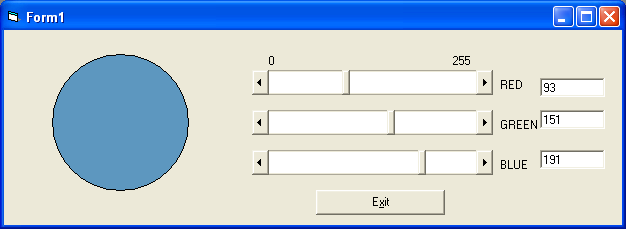 Form1
0 255
RED 93
GREEN 151
BLUE 191
Exit